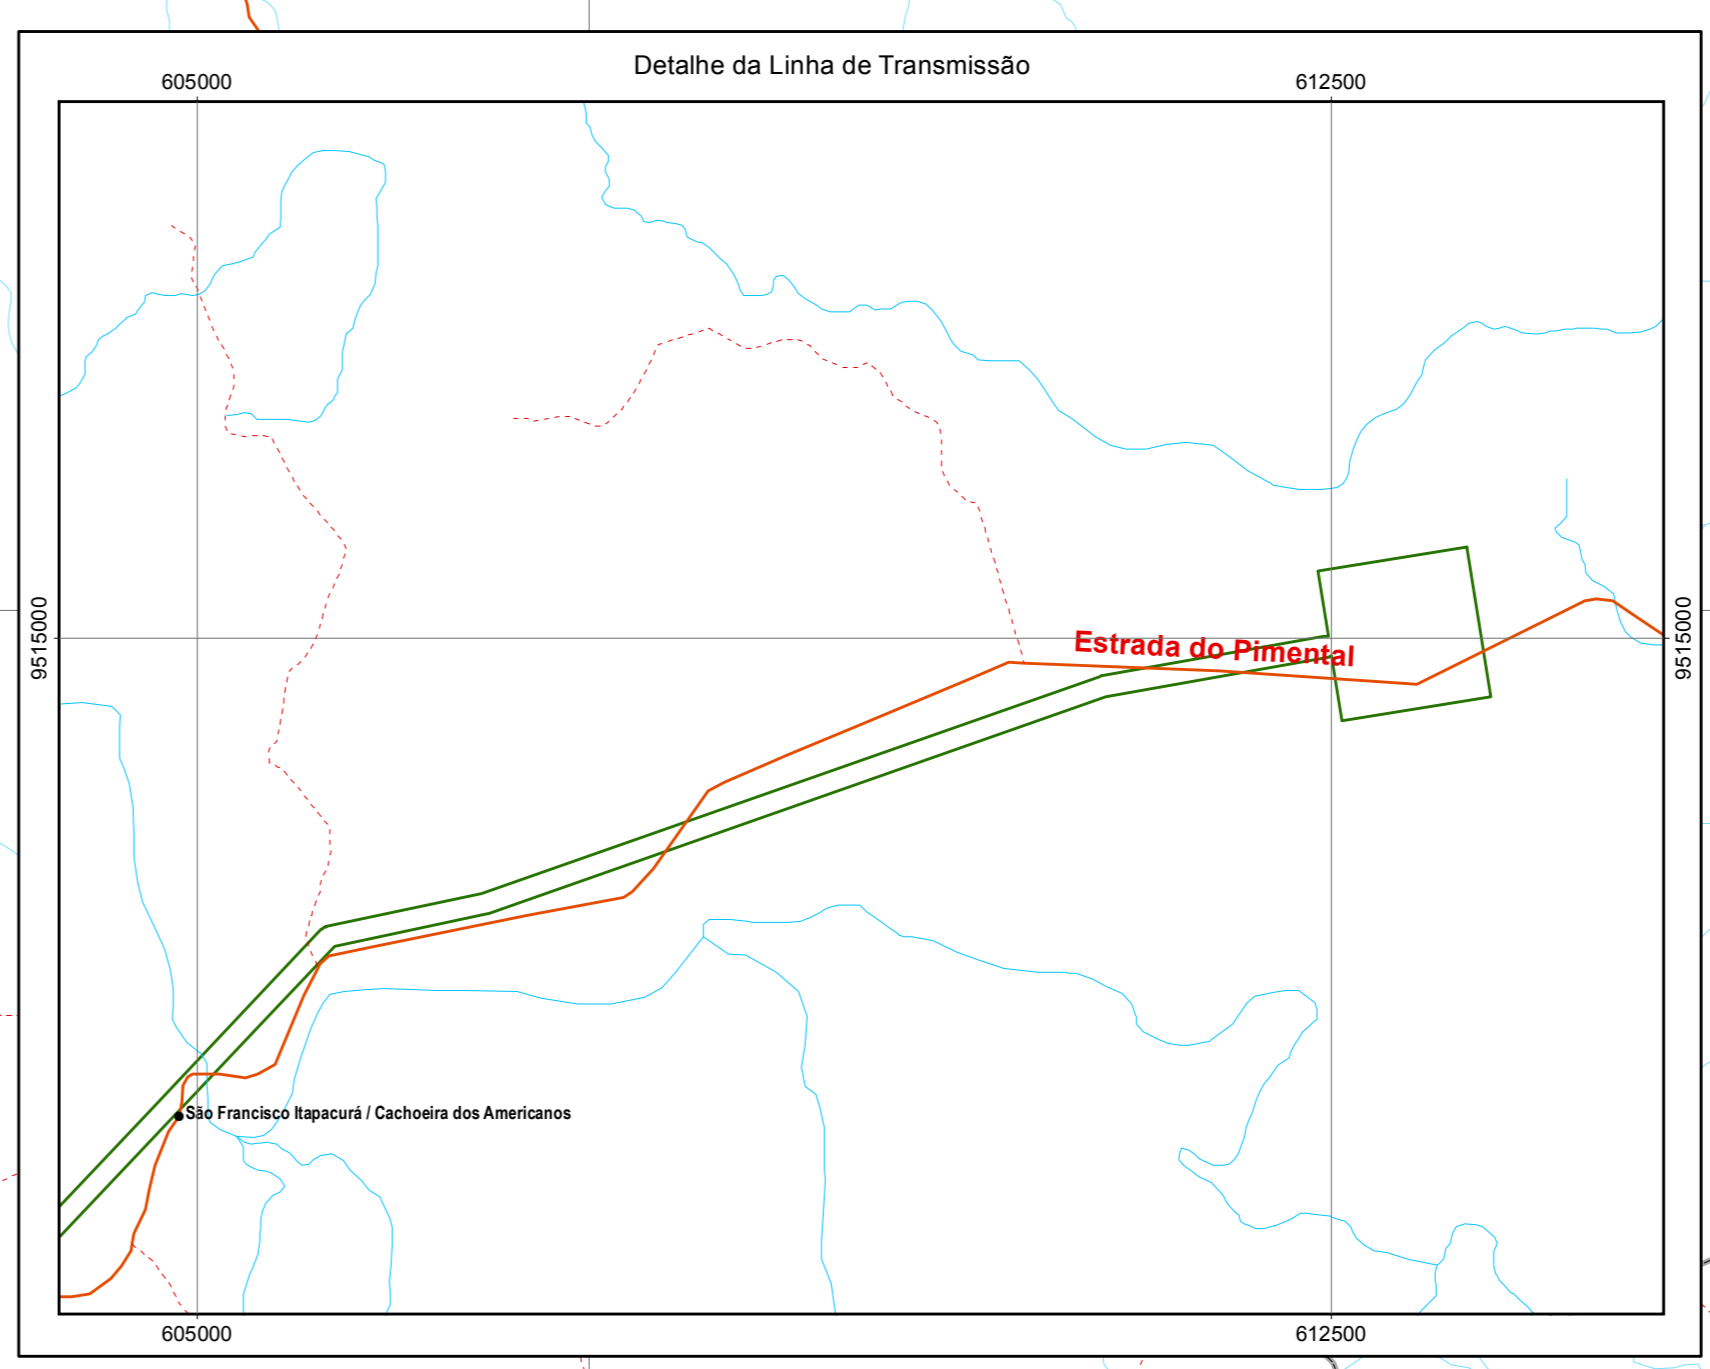 Detalhe da Linha de Transmissão
605000
612500
9515000
9515000
Estrada do Pimental
São Francisco Itapacurá / Cachoeira dos Americanos
605000
612500